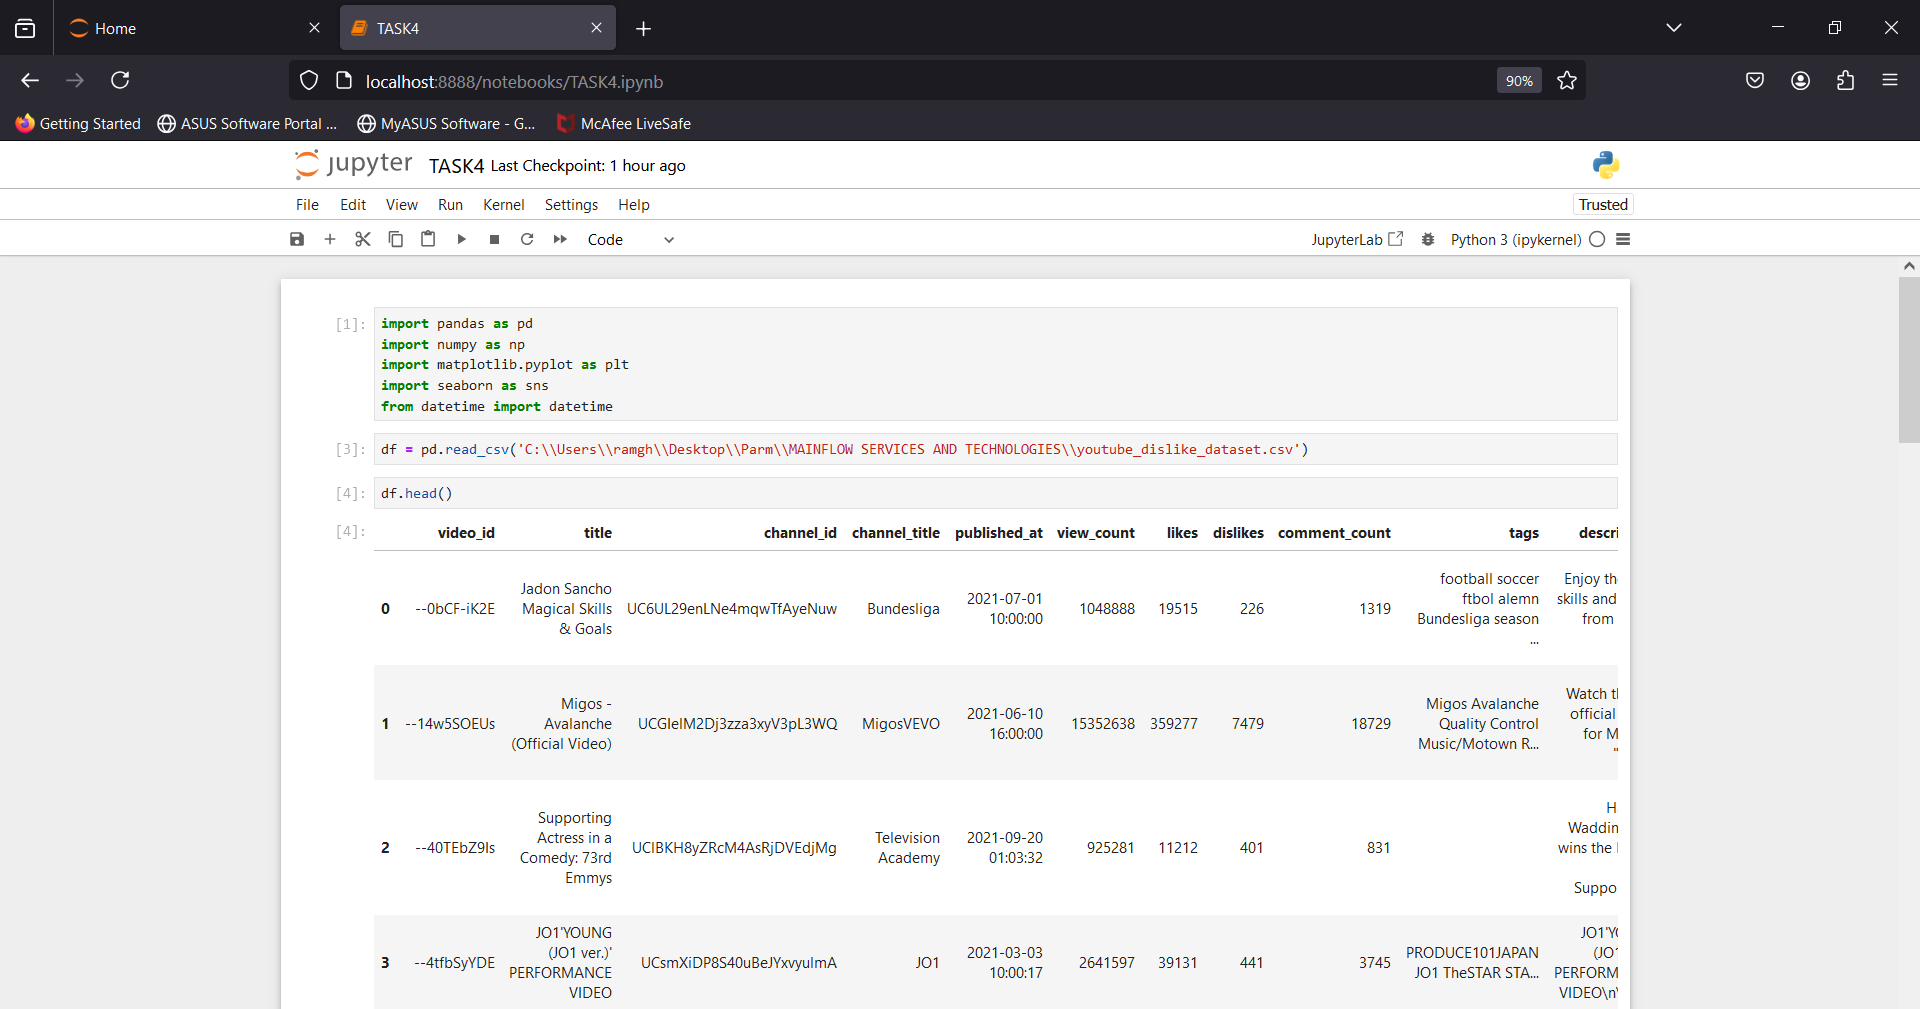 Home
TASK4
localhost:8888/notebooks/TASK4.ipynb
90%
Getting Started
ASUS Software Portal ...
MyASUS Software - G...
McAfee LiveSafe
jupyter TASK4 Last Checkpoint: 1 hour ago
File Edit View Run Kernel Settings Help
Trusted
Code
JupyterLab
Python 3 (ipykernel)
[1]:
import pandas as pd
import numpy as np
import matplotlib.pyplot as plt
import seaborn as sns
from datetime import datetime
[3]:
df = pd.read_csv('C:\\Users\\ramgh\\Desktop\\Parm\\MAINFLOW SERVICES AND TECHNOLOGIES\\youtube_dislike_dataset.csv')
[4]:
df.head()
[4]:
video_id title channel_id channel_title published_at view_count likes dislikes comment_count tags descri
0
--0bCF-iK2E
Jadon Sancho
Magical Skills
& Goals
UC6UL29enLNe4mqwTfAyeNuw
Bundesliga
2021-07-01
10:00:00
1048888
19515
226
1319
football soccer
ftbol alemn
Bundesliga season
...
Enjoy th
skills and
from
1
--14w5SOEUs
Migos -
Avalanche
(Official Video)
UCGIelM2Dj3zza3xyV3pL3WQ
MigosVEVO
2021-06-10
16:00:00
15352638
359277
7479
18729
Migos Avalanche
Quality Control
Music/Motown R...
Watch th
official
for M
"
2
--40TEbZ9Is
Supporting
Actress in a
Comedy: 73rd
Emmys
UClBKH8yZRcM4AsRjDVEdjMg
Television
Academy
2021-09-20
01:03:32
925281
11212
401
831
H
Waddin
wins the
Suppo
3
--4tfbSyYDE
JO1'YOUNG
(JO1 ver.)'
PERFORMANCE
VIDEO
UCsmXiDP8S40uBeJYxvyulmA
JO1
2021-03-03
10:00:17
2641597
39131
441
3745
PRODUCE101JAPAN
JO1 TheSTAR STA...
JO1'YO
(JO1
PERFORM
VIDEO\n\